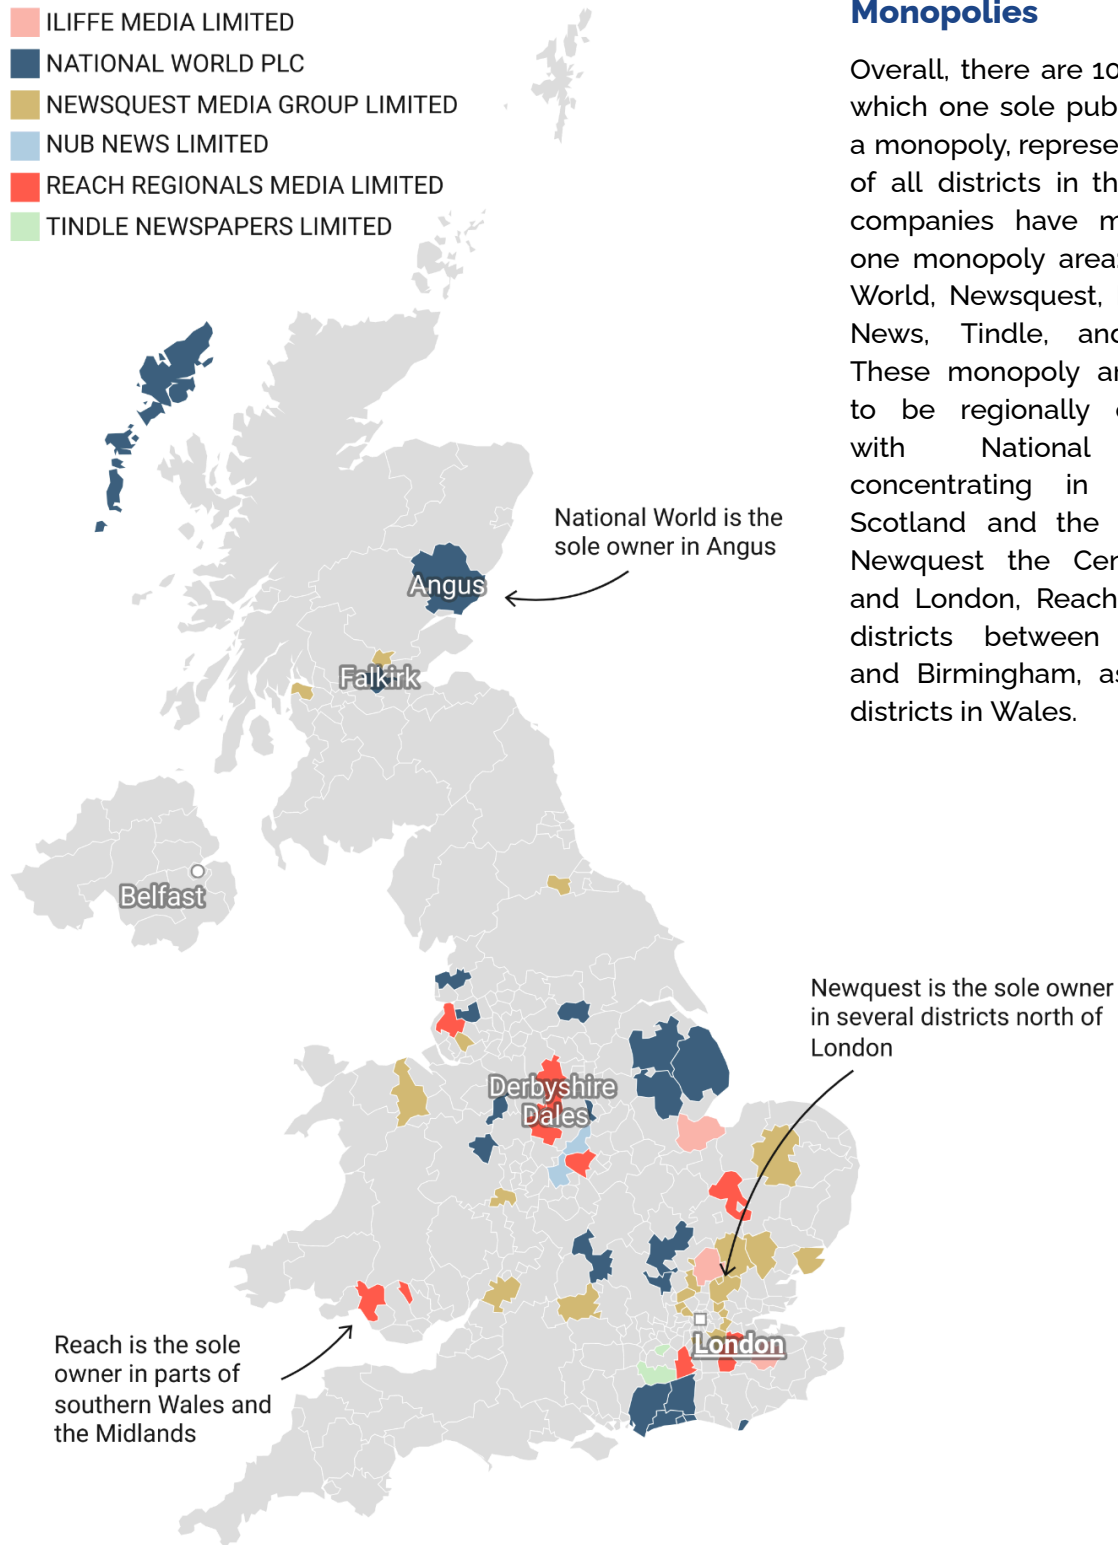 ILIFFE MEDIA LIMITED
NATIONAL WORLD PLC
NEWSQUEST MEDIA GROUP LIMITED
NUB NEWS LIMITED
REACH REGIONALS MEDIA LIMITED
TINDLE NEWSPAPERS LIMITED
Monopolies
Overall, there are 10
which one sole pub
a monopoly, represe
of all districts in th
companies have m
one monopoly area
World, Newsquest,
News, Tindle, an
These monopoly a
to be regionally
with National
concentrating in
Scotland and the
Newquest the Cer
and London, Reach
districts between
and Birmingham, a
districts in Wales.
National World is the
sole owner in Angus
Angus
Falkirk
Belfast
Newquest is the sole owner
in several districts north of
London
Derbyshire
Dales
London
Reach is the sole
owner in parts of
southern Wales and
the Midlands